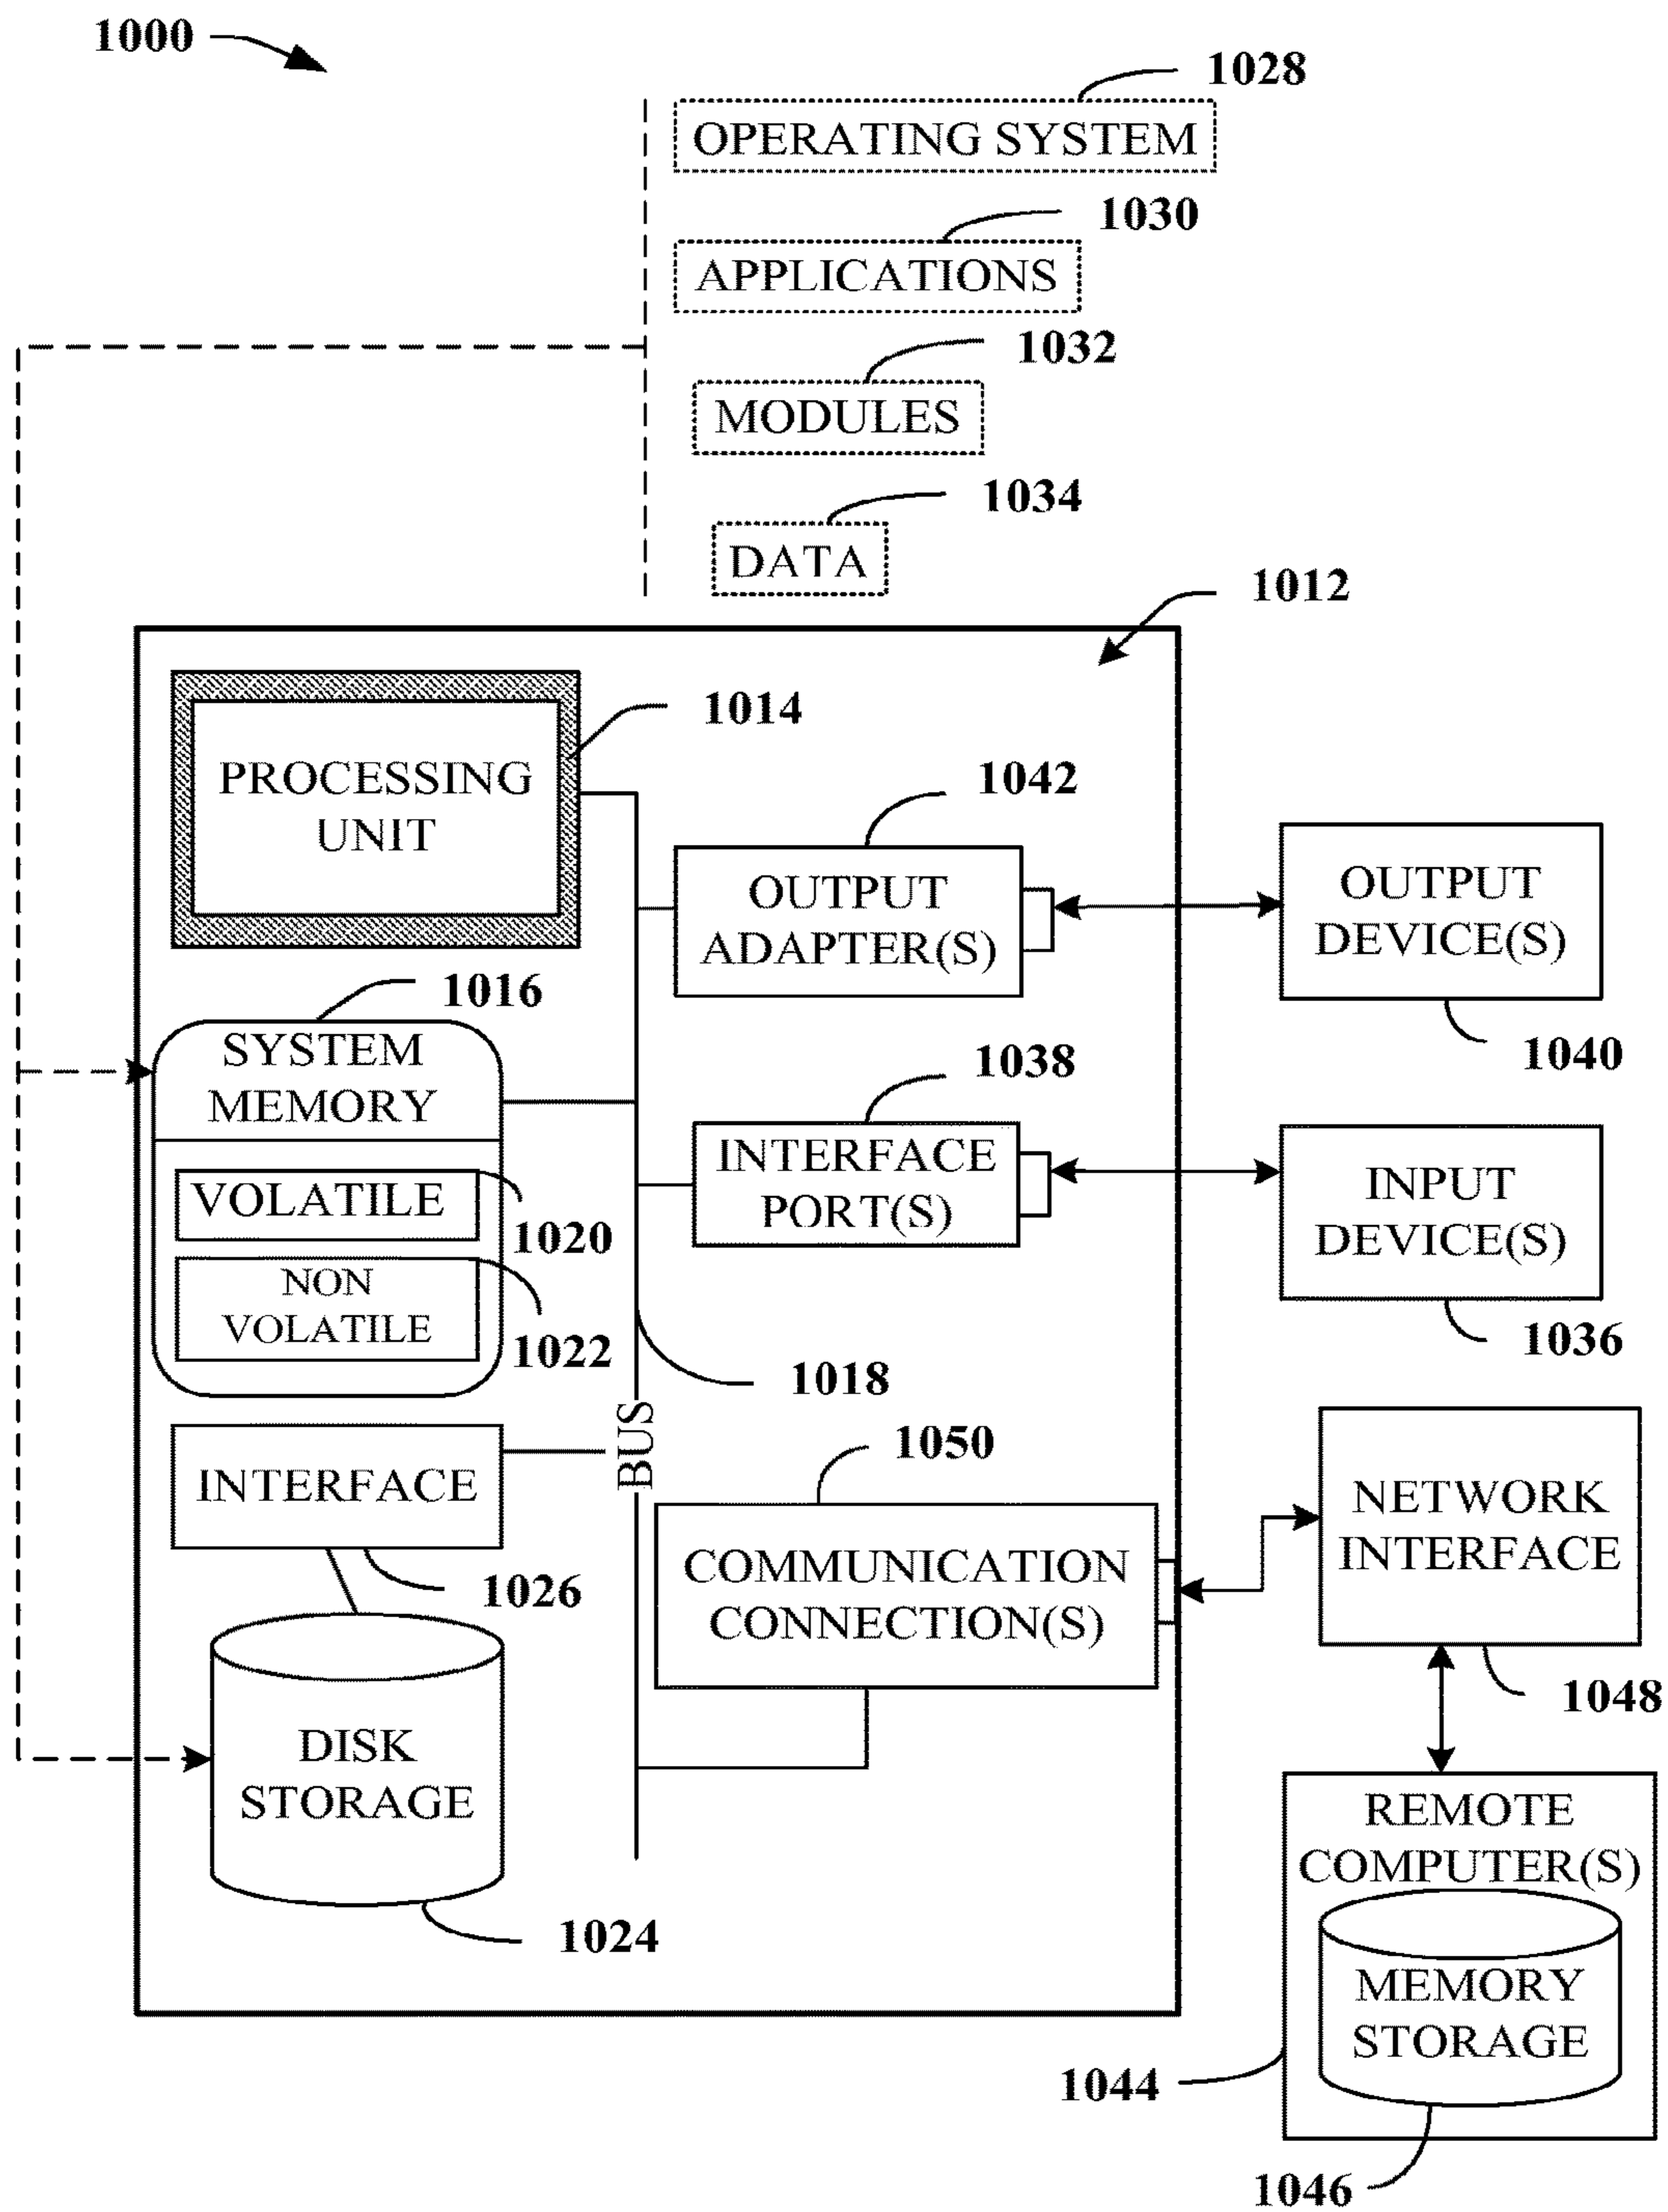 1000
1028
OPERATING SYSTEM
1030
APPLICATIONS
1032
MODULES
1034
DATA
1012
PROCESSING
UNIT
1014
1042
OUTPUT
ADAPTER(S)
OUTPUT
DEVICE(S)
1040
1016
SYSTEM
MEMORY
VOLATILE
1020
NON
VOLATILE
1022
1038
INTERFACE
PORT(S)
INPUT
DEVICE(S)
1036
1018
BUS
INTERFACE
1026
1050
COMMUNICATION
CONNECTION(S)
NETWORK
INTERFACE
1048
DISK
STORAGE
1024
REMOTE
COMPUTER(S)
MEMORY
STORAGE
1044
1046